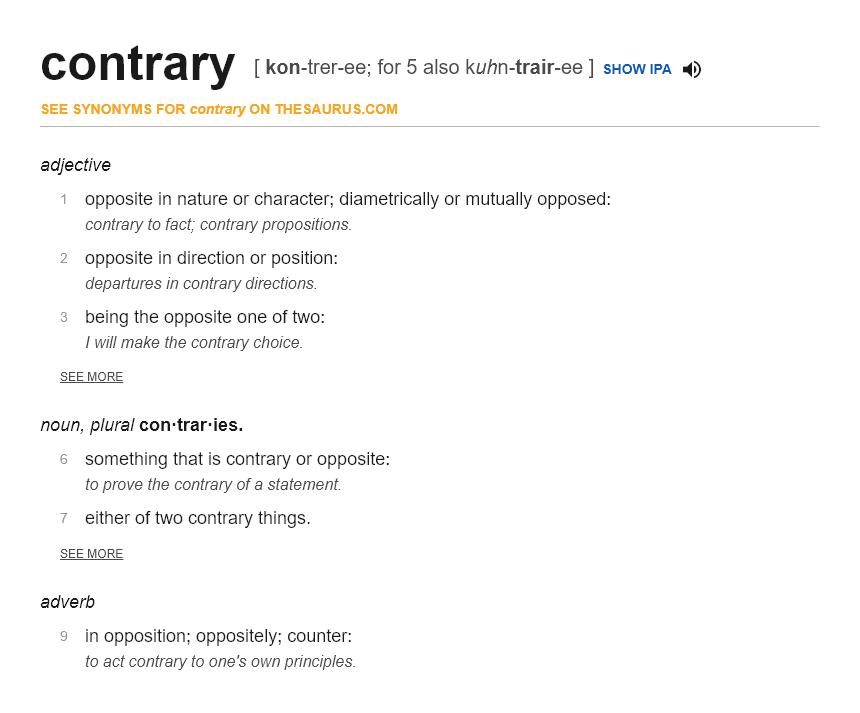 contrary [ kon-trer-ee; for 5 also kuhn-trair-ee ] SHOW IPA
SEE SYNONYMS FOR contrary ON THESAURUS.COM
adjective
1 opposite in nature or character; diametrically or mutually opposed:
contrary to fact; contrary propositions.
2 opposite in direction or position:
departures in contrary directions.
3 being the opposite one of two:
I will make the contrary choice.
SEE MORE
noun, plural con·trar·ies.
6 something that is contrary or opposite:
to prove the contrary of a statement.
7 either of two contrary things.
SEE MORE
adverb
9 in opposition; oppositely; counter:
to act contrary to one's own principles.